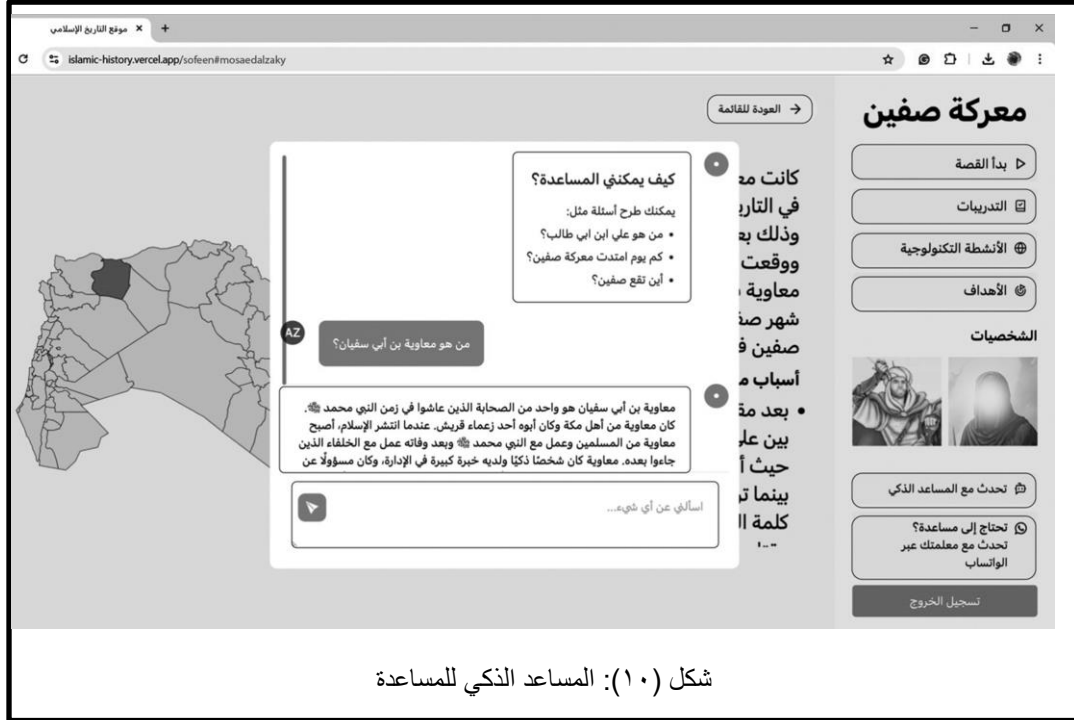 موقع التاريخ الإسلامي
islamic-history.vercel.app/sofeen#mosaedalzaky
معركة صفين
بدأ القصة
التدريبات
الأنشطة التكنولوجية
الأهداف
الشخصيات
تحدث مع المساعد الذكي
تحتاج إلى مساعدة؟
تحدث مع معلمتك عبر
الواتساب
تسجيل الخروج
العودة للقائمة
كانت مع
في التاري
وذلك بع
ووقعت
معاوية
شهر صف
صفين ف
أسباب م
• بعد مق
بين علي
حيث أ
بينما تر
كلمة ال
كيف يمكنني المساعدة؟
يمكنك طرح أسئلة مثل:
• من هو علي ابن ابي طالب؟
• كم يوم امتدت معركة صفين؟
• أين تقع صفين؟
AZ
من هو معاوية بن أبي سفيان؟
معاوية بن أبي سفيان هو واحد من الصحابة الذين عاشوا في زمن النبي محمد ﷺ.
كان معاوية من أهل مكة وكان أبوه أحد زعماء قريش. عندما انتشر الإسلام، أصبح
معاوية من المسلمين وعمل مع النبي محمد ﷺ وبعد وفاته عمل مع الخلفاء الذين
جاءوا بعده. معاوية كان شخصًا ذكيًا ولديه خبرة كبيرة في الإدارة، وكان مسؤولًا عن
اسألني عن أي شيء...
شكل (١٠): المساعد الذكي للمساعدة